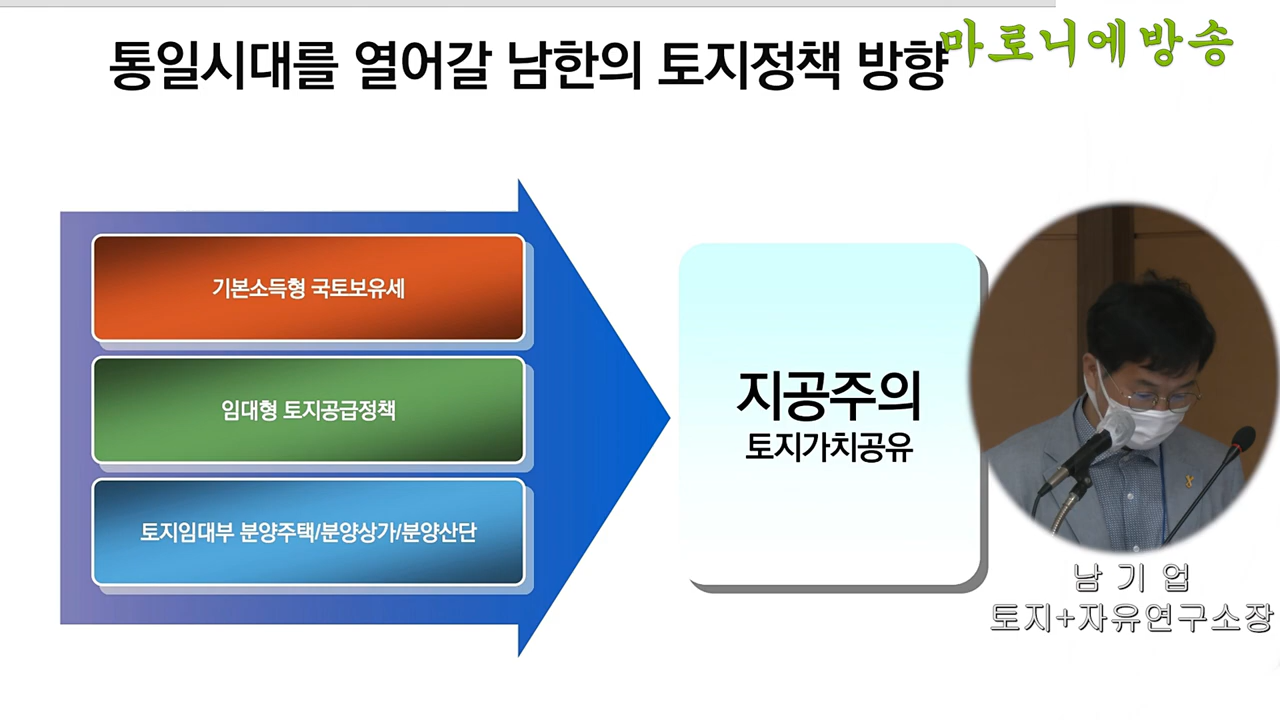 통일시대를 열어갈 남한의 토지정책 방향
마로니에방송
기본소득형 국토보유세
임대형 토지공급정책
토지임대부 분양주택/분양상가/분양산단
지공주의
토지가치공유
남기업
토지+자유연구소장